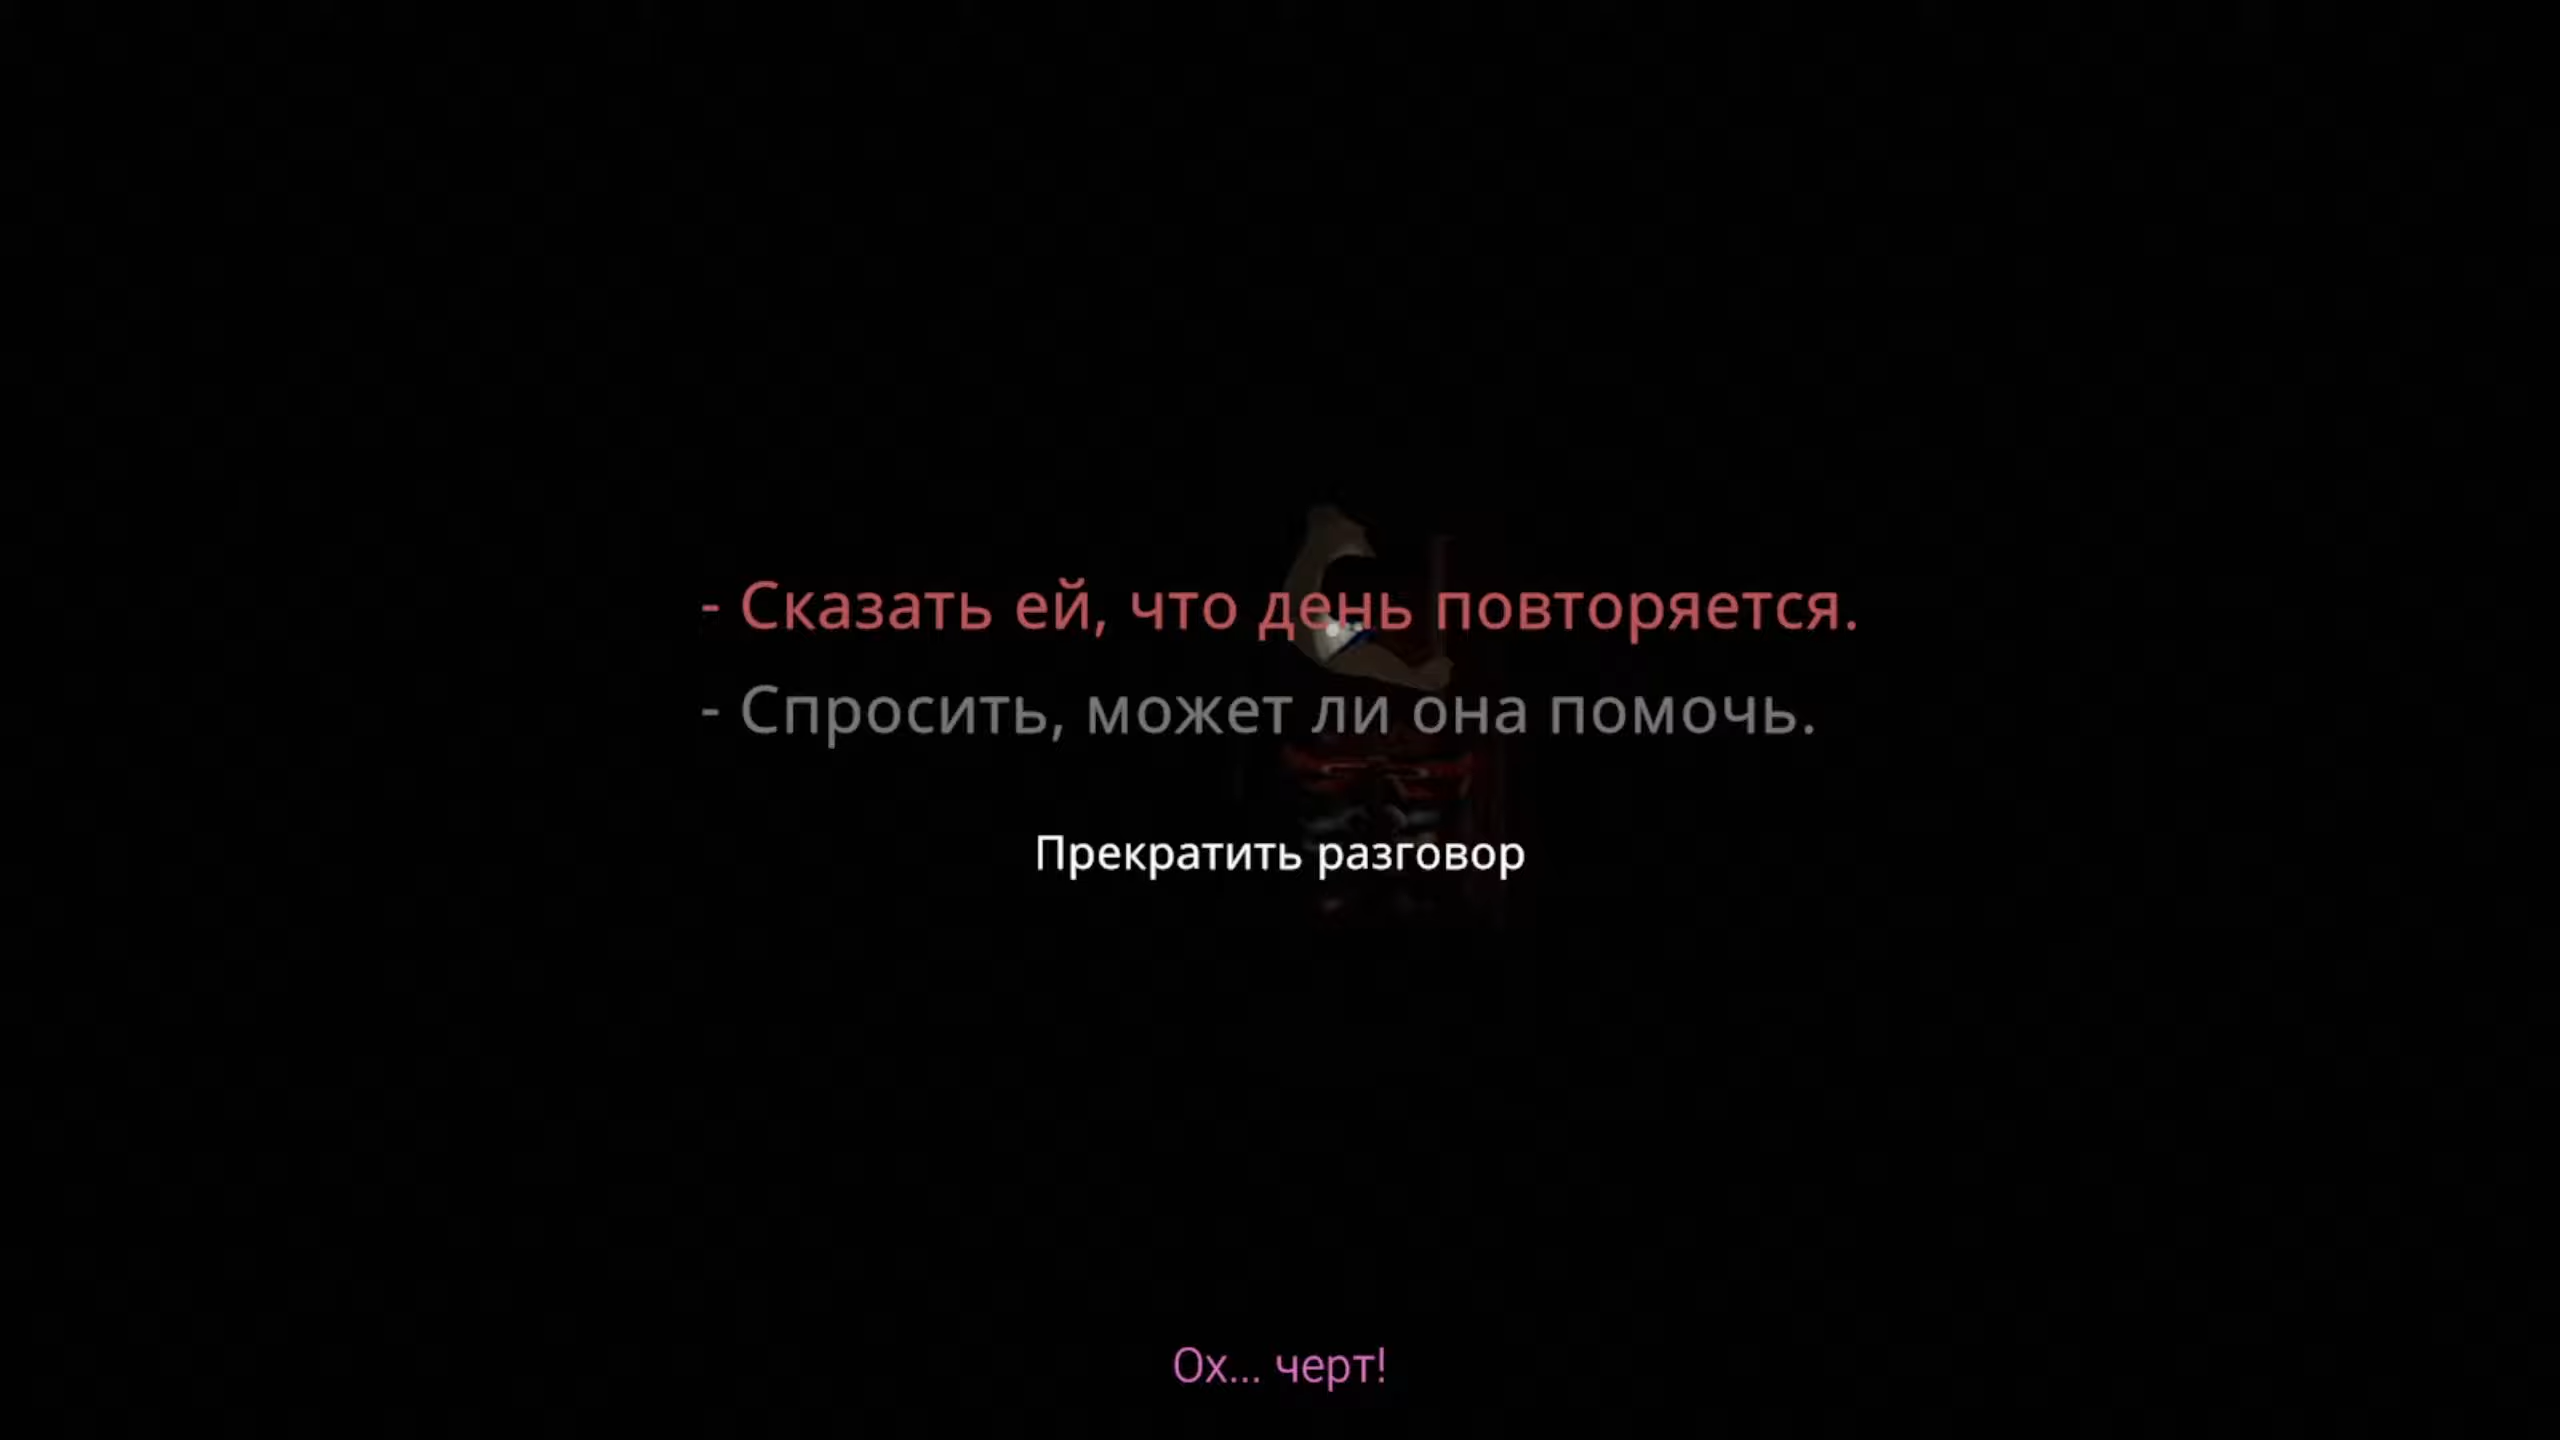 - Сказать ей, что день повторяется.
- Спросить, может ли она помочь.
Прекратить разговор
Ох... черт!